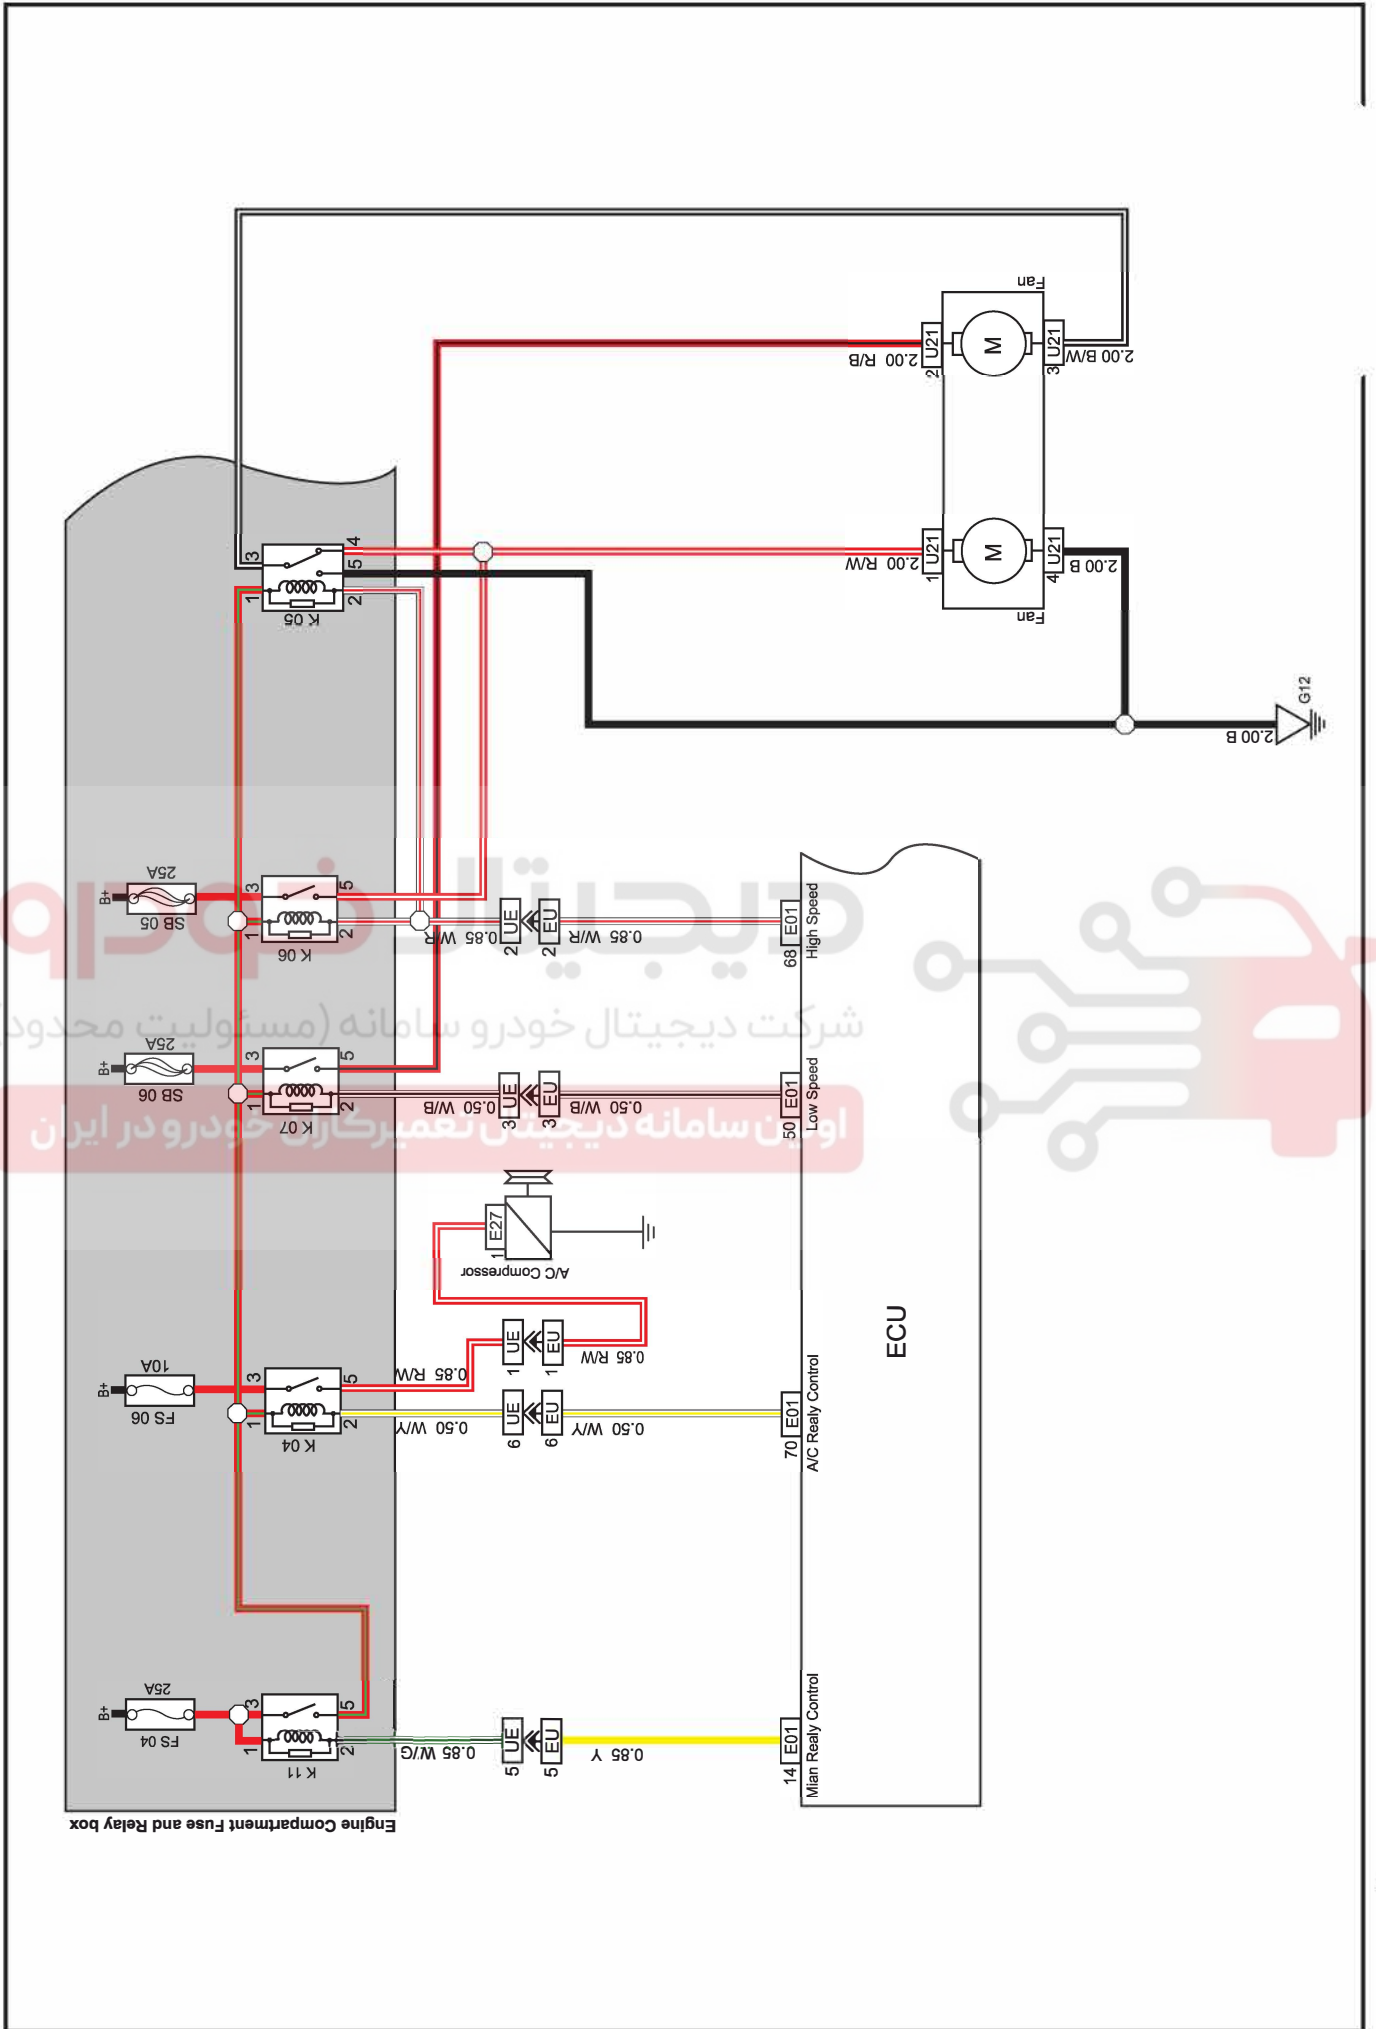 Fan
U21
2
2.00 R/B
M
U21
3
2.00 B/W
3
4
5
1
2
K 05
U21
1
2.00 R/W
M
U21
4
2.00 B
Fan
G12
2.00 B
25A
B+
SB 05
3
5
1
2
K 06
0.85 W/R
UE
2
EU
2
0.85 W/R
E01
68
High Speed
دیجیتال خودرو
شرکت دیجیتال خودرو سامانه (مسئولیت محدود)
25A
B+
SB 06
3
5
1
2
K 07
0.50 W/B
UE
3
EU
3
0.50 W/B
E01
50
Low Speed
اولین سامانه دیجیتال تعمیرکاران خودرو در ایران
E27
1
A/C Compressor
ECU
UE
1
EU
1
0.85 R/W
0.85 R/W
10A
B+
FS 06
3
5
1
2
K 04
0.50 W/Y
UE
6
EU
6
0.50 W/Y
E01
70
A/C Realy Control
25A
B+
FS 04
3
5
1
2
K 11
0.85 W/G
UE
5
EU
5
0.85 Y
E01
14
Mian Realy Control
Engine Compartment Fuse and Relay box